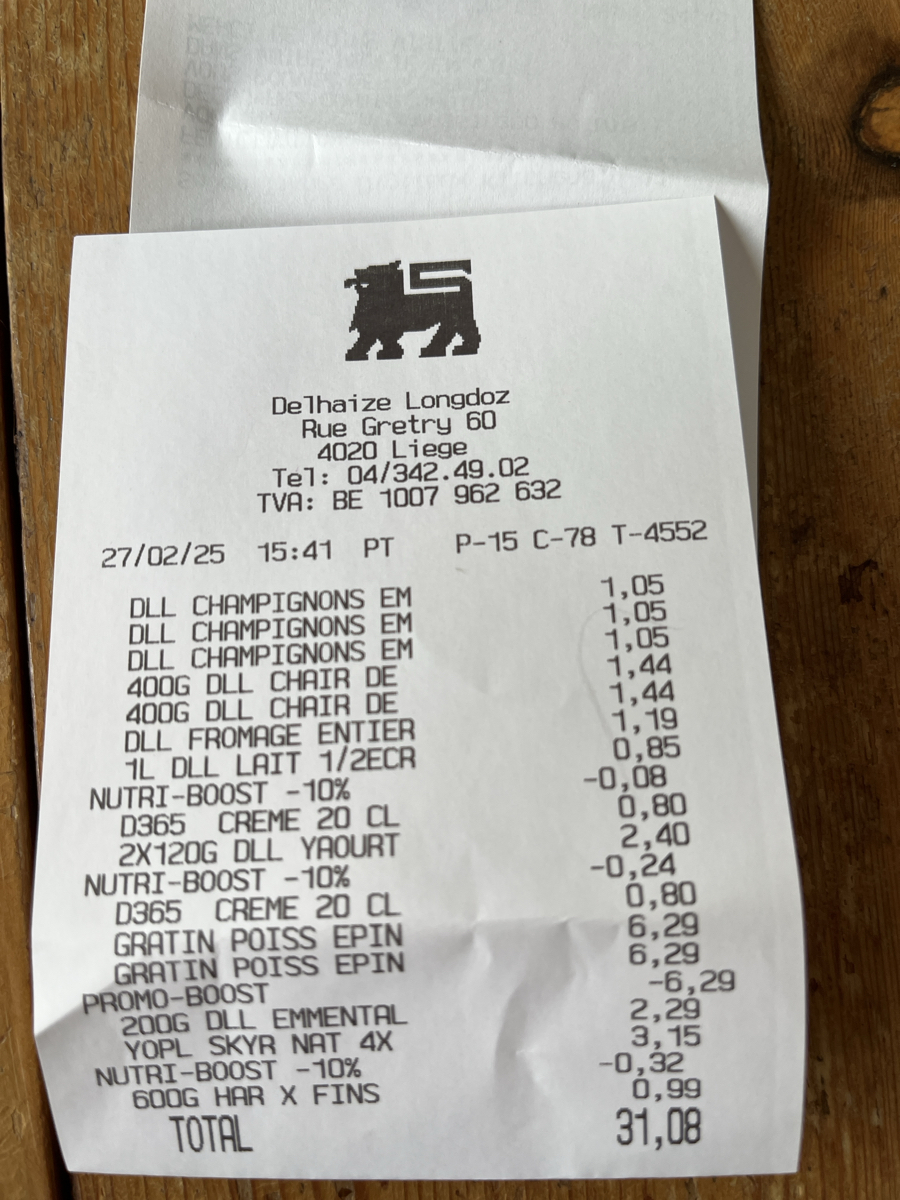 Delhaize Longdoz
Rue Gretry 60
4020 Liege
Tel: 04/342.49.02
TVA: BE 1007 962 632
27/02/25 15:41 PT P-15 C-78 T-4552
DLL CHAMPIGNONS EM 1,05
DLL CHAMPIGNONS EM 1,05
DLL CHAMPIGNONS EM 1,05
400G DLL CHAIR DE 1,44
400G DLL CHAIR DE 1,44
DLL FROMAGE ENTIER 1,19
1L DLL LAIT 1/2ECR 0,85
NUTRI-BOOST -10% -0,08
D365 CREME 20 CL 0,80
2X120G DLL YAOURT 2,40
NUTRI-BOOST -10% -0,24
D365 CREME 20 CL 0,80
GRATIN POISS EPIN 6,29
GRATIN POISS EPIN 6,29
PROMO-BOOST -6,29
200G DLL EMMENTAL 2,29
YOPL SKYR NAT 4X 3,15
NUTRI-BOOST -10% -0,32
600G HAR X FINS 0,99
TOTAL 31,08